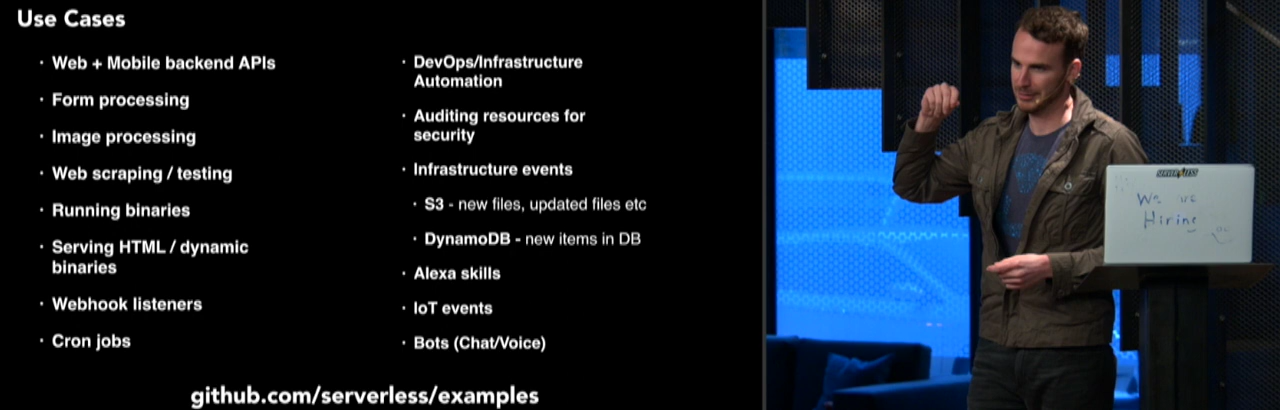 Use Cases
· Web + Mobile backend APIs
· Form processing
· Image processing
· Web scraping / testing
· Running binaries
· Serving HTML / dynamic
binaries
· Webhook listeners
· Cron jobs
· DevOps/Infrastructure
Automation
· Auditing resources for
security
· Infrastructure events
· S3 - new files, updated files etc
· DynamoDB - new items in DB
· Alexa skills
· IoT events
· Bots (Chat/Voice)
github.com/serverless/examples
SERVERLESS
We are
Hiring